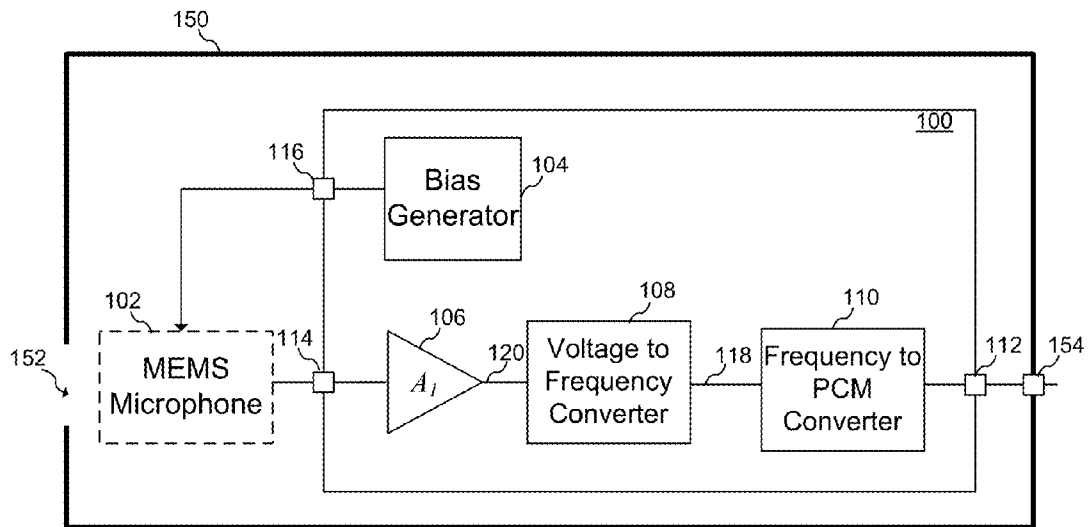 150
100
116
Bias
Generator
104
102
106
108
110
152
114
112
154
MEMS
Microphone
A1
120
Voltage to
Frequency
Converter
118
Frequency to
PCM
Converter